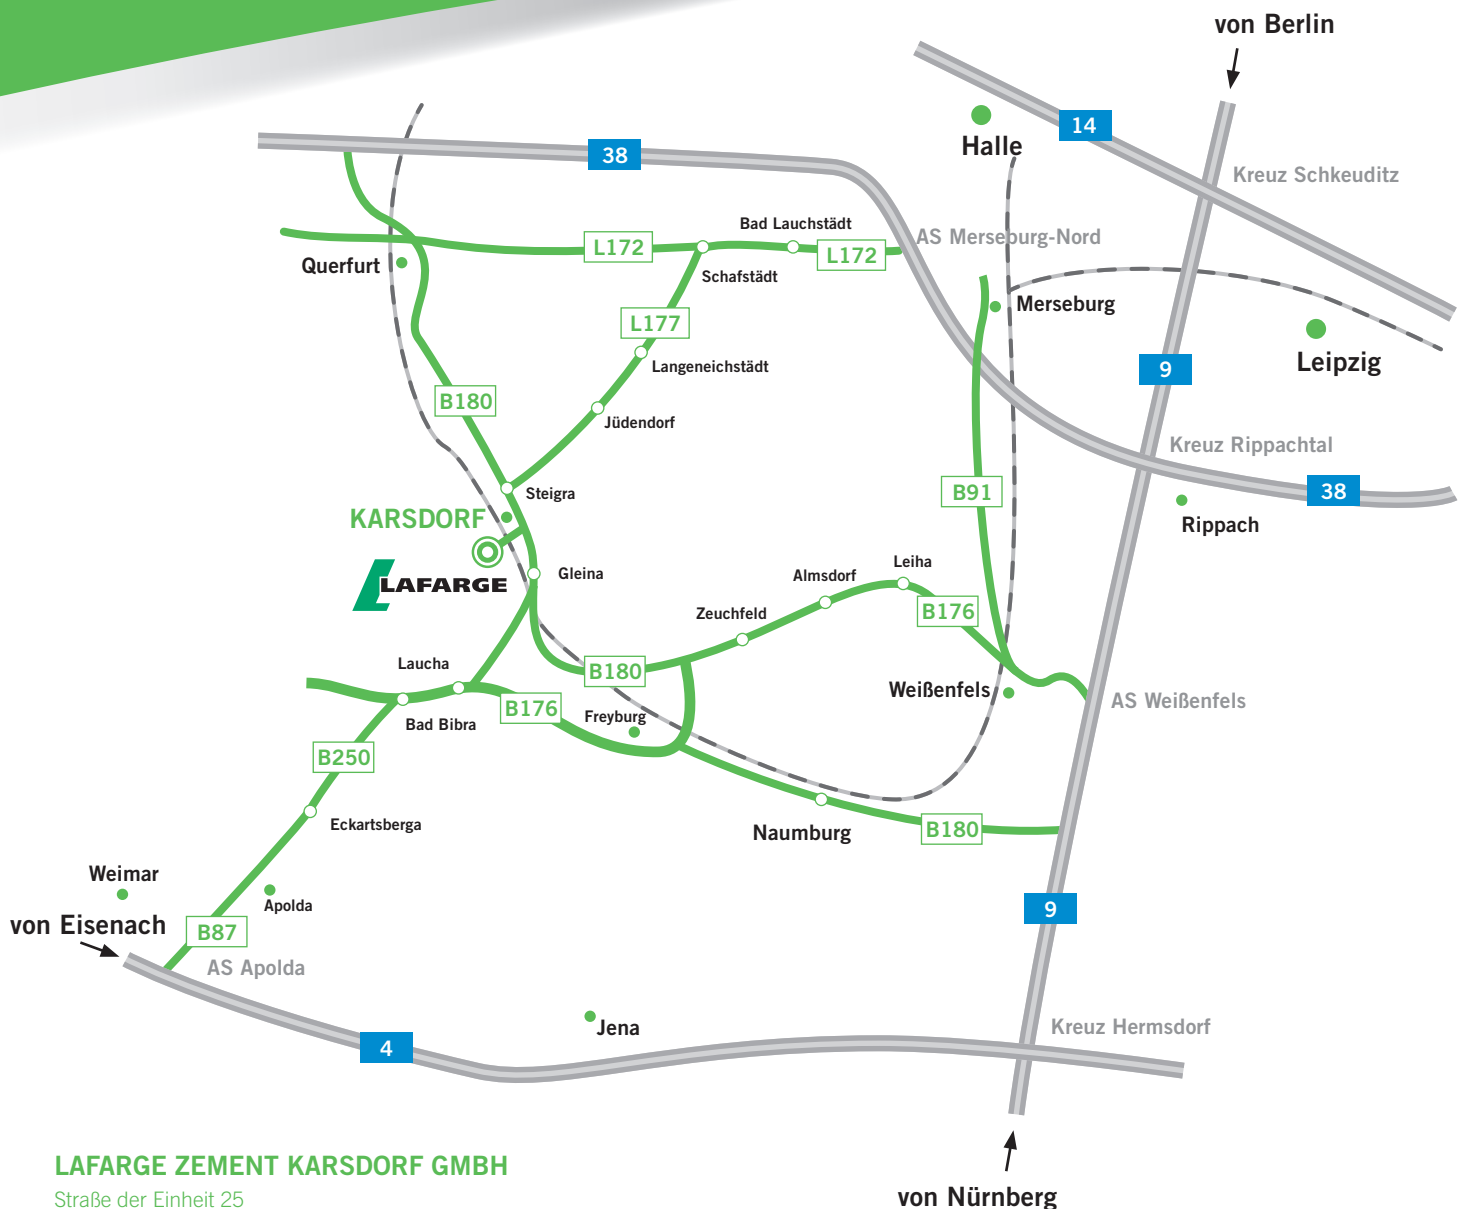 von Berlin
14
Halle
38
Kreuz Schkeuditz
Bad Lauchstädt
AS Merseburg-Nord
L172
L172
Querfurt
Schafstädt
Merseburg
L177
Leipzig
Langeneichstädt
9
B180
Jüdendorf
Kreuz Rippachtal
Steigra
B91
38
KARSDORF
Rippach
Leiha
Gleina
Almsdorf
LAFARGE
Zeuchfeld
B176
Laucha
B180
Weißenfels
AS Weißenfels
B176
Freyburg
Bad Bibra
B250
Eckartsberga
Naumburg
B180
Weimar
Apolda
9
von Eisenach
B87
AS Apolda
Jena
Kreuz Hermsdorf
4
LAFARGE ZEMENT KARSDORF GMBH
Straße der Einheit 25
von Nürnberg